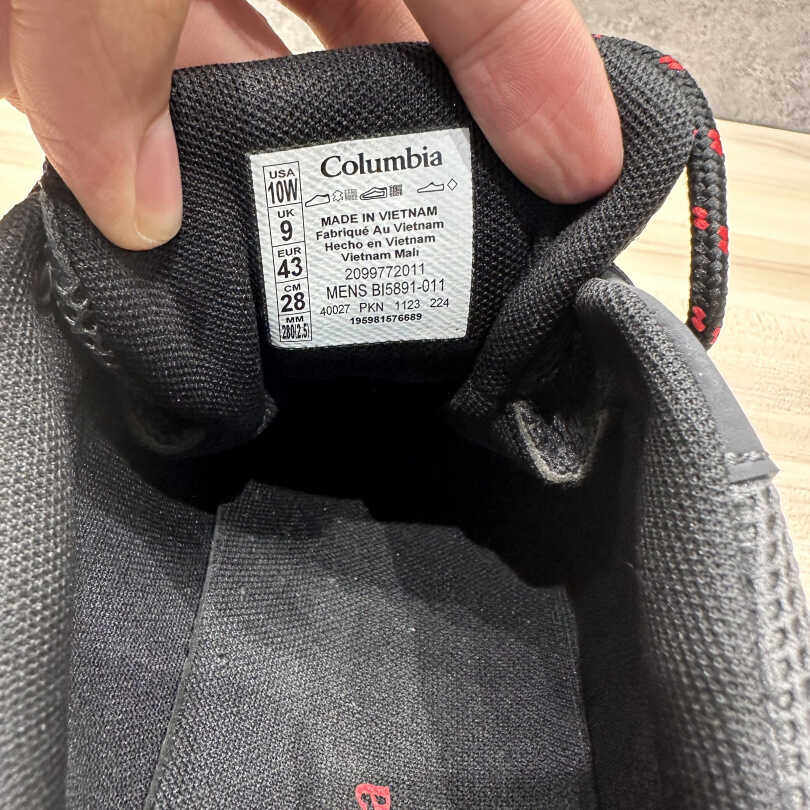 USA
10W
UK
9
EUR
43
CM
28
MM
280(2.5)
Columbia
MADE IN VIETNAM
Fabriqué Au Vietnam
Hecho en Vietnam
Vietnam Malı
2099772011
MENS BI5891-011
40027 PKN 1123 224
195981576689